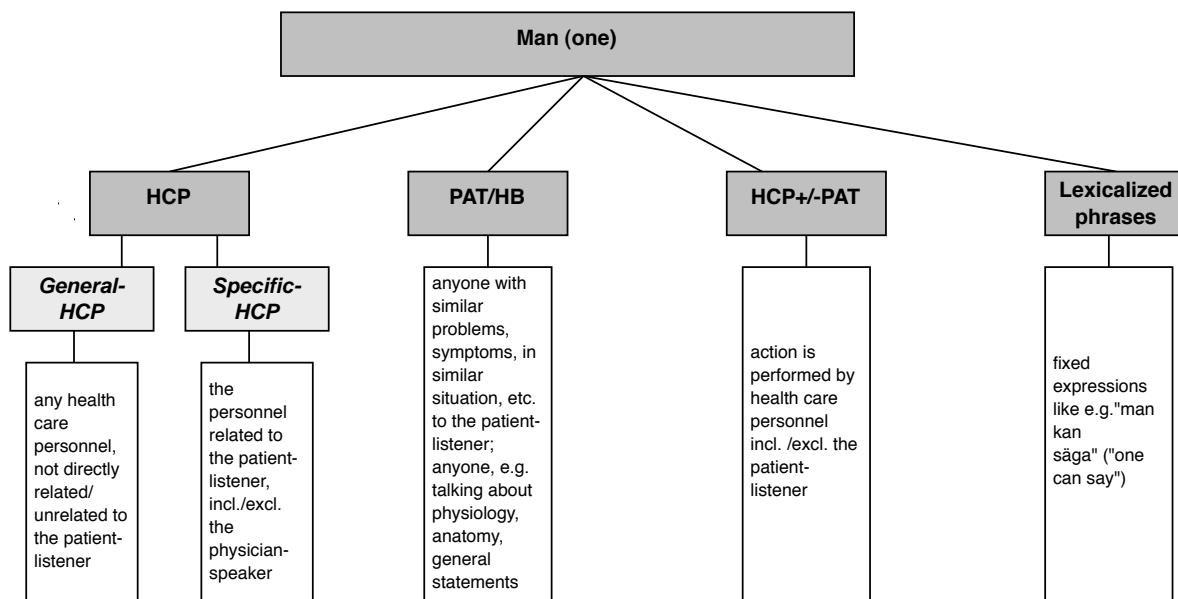 Man (one)
HCP
PAT/HB
HCP+/-PAT
Lexicalized
phrases
General-
HCP
Specific-
HCP
any health
care
personnel,
not directly
related/
unrelated to
the patient-
listener
the
personnel
related to
the patient-
listener,
incl./excl.
the
physician-
speaker
anyone with
similar
problems,
symptoms, in
similar
situation, etc.
to the patient-
listener;
anyone, e.g.
talking about
physiology,
anatomy,
general
statements
action is
performed by
health care
personnel
incl. /excl. the
patient-
listener
fixed
expressions
like e.g."man
kan
säga" ("one
can say")